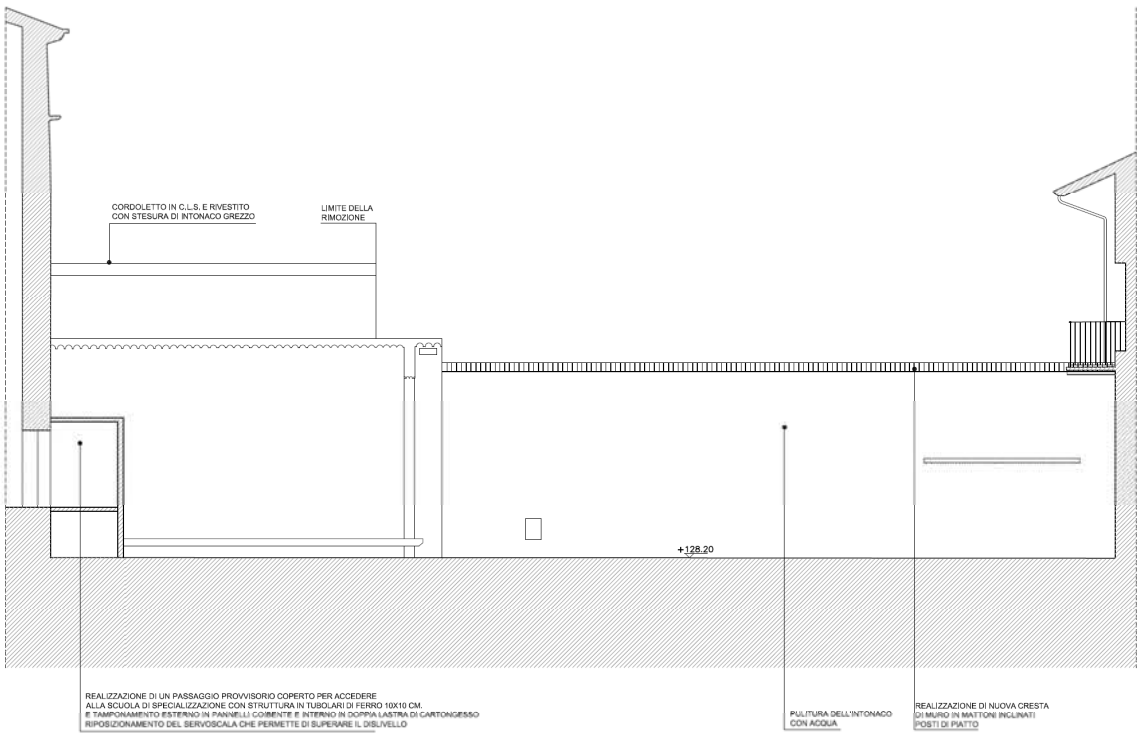 CORDOLETTO IN C.L.S. E RIVESTITO
CON STESURA DI INTONACO GREZZO
LIMITE DELLA
RIMOZIONE
+128.20
REALIZZAZIONE DI UN PASSAGGIO PROVVISORIO COPERTO PER ACCEDERE
ALLA SCUOLA DI SPECIALIZZAZIONE CON STRUTTURA IN TUBOLARI DI FERRO 10X10 CM.
E TAMPONAMENTO ESTERNO IN PANNELLI COIBENTE E INTERNO IN DOPPIA LASTRA DI CARTONGESSO
RIPOSIZIONAMENTO DEL SERVOSCALA CHE PERMETTE DI SUPERARE IL DISLIVELLO
PULITURA DELL'INTONACO
CON ACQUA
REALIZZAZIONE DI NUOVA CRESTA
DI MURO IN MATTONI INCLINATI
POSTI DI PIATTO